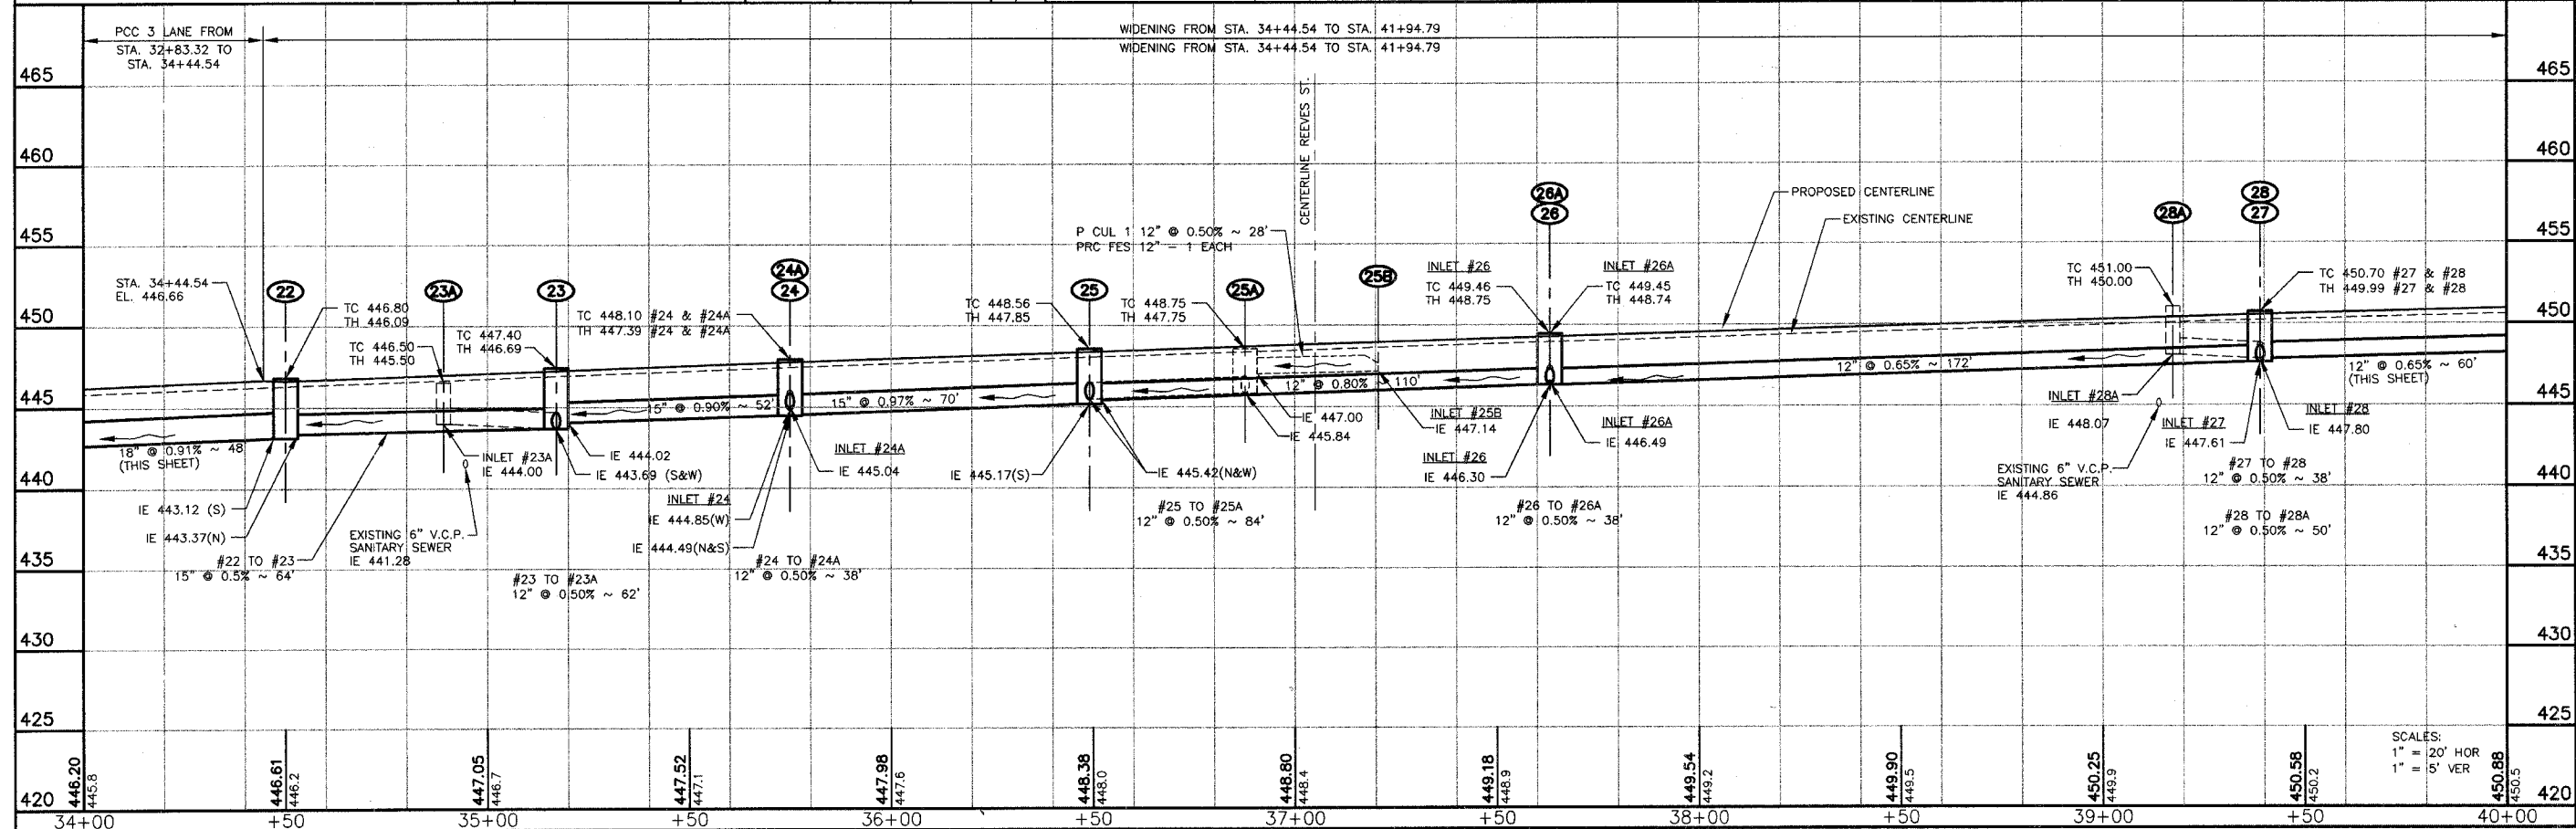 PCC 3 LANE FROM
STA. 32+83.32 TO
STA. 34+44.54
WIDENING FROM STA. 34+44.54 TO STA. 41+94.79
WIDENING FROM STA. 34+44.54 TO STA. 41+94.79
465
460
455
450
445
440
435
430
425
420
465
460
455
450
445
440
435
430
425
420
STA. 34+44.54
EL. 446.66
22
TC 446.80
TH 446.09
23A
TC 446.50
TH 445.50
23
TC 447.40
TH 446.69
24A
24
TC 448.10 #24 & #24A
TH 447.39 #24 & #24A
25
TC 448.56
TH 447.85
25A
TC 448.75
TH 447.75
P CUL 1 12" @ 0.50% ~ 28'
PRC FES 12" - 1 EACH
CENTERLINE REEVES ST.
25B
26A
26
INLET #26
TC 449.46
TH 448.75
INLET #26A
TC 449.45
TH 448.74
PROPOSED CENTERLINE
EXISTING CENTERLINE
28A
TC 451.00
TH 450.00
28
27
TC 450.70 #27 & #28
TH 449.99 #27 & #28
18" @ 0.91% ~ 48
(THIS SHEET)
15" @ 0.90% ~ 52'
15" @ 0.97% ~ 70'
12" @ 0.80% ~ 110'
12" @ 0.65% ~ 172'
12" @ 0.65% ~ 60'
(THIS SHEET)
IE 443.12 (S)
IE 443.37(N)
#22 TO #23
15" @ 0.5% ~ 64'
INLET #23A
IE 444.00
EXISTING 6" V.C.P.
SANITARY SEWER
IE 441.28
IE 444.02
IE 443.69 (S&W)
#23 TO #23A
12" @ 0.50% ~ 62'
INLET #24A
IE 445.04
INLET #24
IE 444.85(W)
IE 444.49(N&S)
#24 TO #24A
12" @ 0.50% ~ 38'
IE 445.17(S)
IE 445.42(N&W)
#25 TO #25A
12" @ 0.50% ~ 84'
IE 447.00
IE 445.84
INLET #25B
IE 447.14
INLET #26
IE 446.30
INLET #26A
IE 446.49
#26 TO #26A
12" @ 0.50% ~ 38'
INLET #28A
IE 448.07
EXISTING 6" V.C.P.
SANITARY SEWER
IE 444.86
INLET #27
IE 447.61
INLET #28
IE 447.80
#27 TO #28
12" @ 0.50% ~ 38'
#28 TO #28A
12" @ 0.50% ~ 50'
SCALES:
1" = 20' HOR
1" = 5' VER
446.20
445.8
446.61
446.2
447.05
446.7
447.52
447.1
447.98
447.6
448.38
448.0
448.80
448.4
449.18
448.9
449.54
449.2
449.90
449.5
450.25
449.9
450.58
450.2
450.88
450.5
34+00
+50
35+00
+50
36+00
+50
37+00
+50
38+00
+50
39+00
+50
40+00